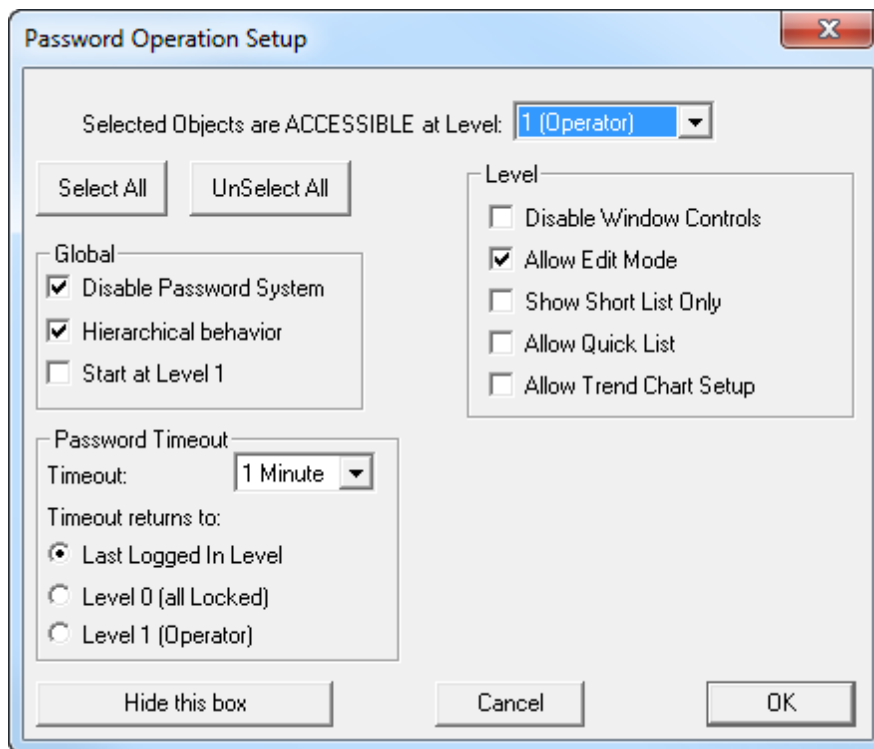 Password Operation Setup
Selected Objects are ACCESSIBLE at Level: 1 (Operator)
Select All
UnSelect All
Level
Disable Window Controls
Allow Edit Mode
Show Short List Only
Allow Quick List
Allow Trend Chart Setup
Global
Disable Password System
Hierarchical behavior
Start at Level 1
Password Timeout
Timeout: 1 Minute
Timeout returns to:
Last Logged In Level
Level 0 (all Locked)
Level 1 (Operator)
Hide this box
Cancel
OK